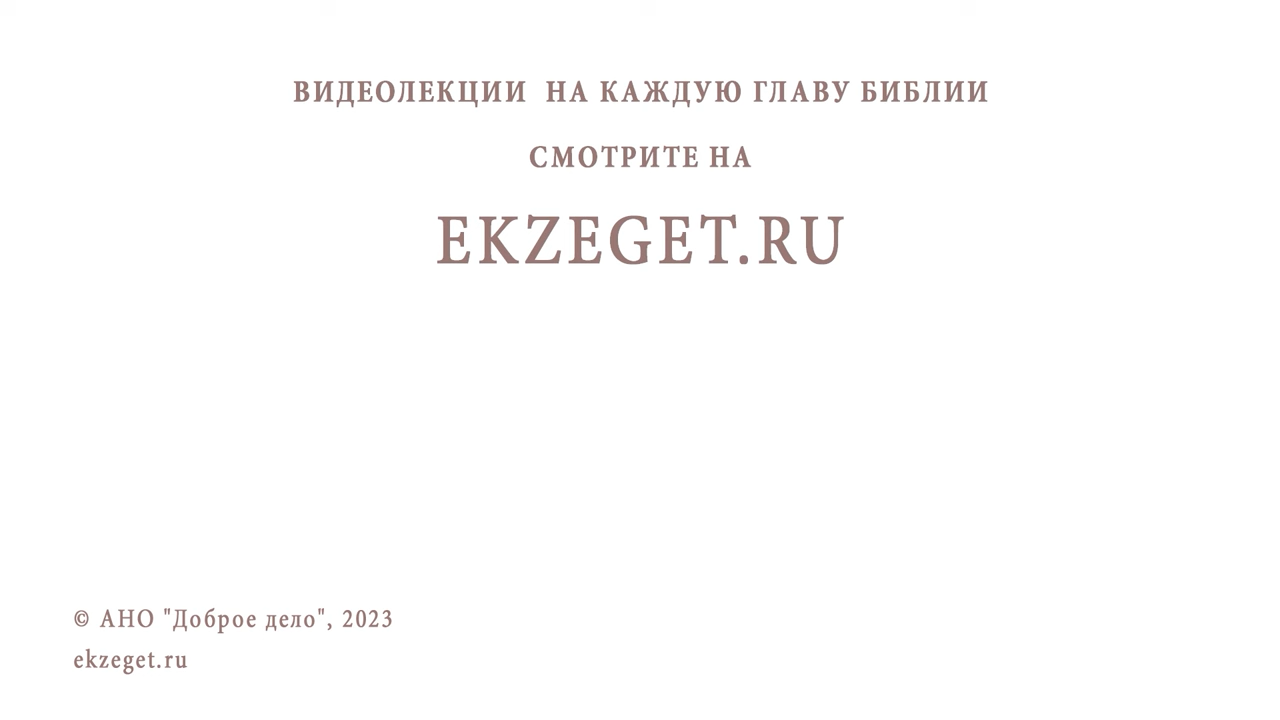 ВИДЕОЛЕКЦИИ НА КАЖДУЮ ГЛАВУ БИБЛИИ
СМОТРИТЕ НА
EKZEGET.RU
© АНО "Доброе дело", 2023
ekzeget.ru